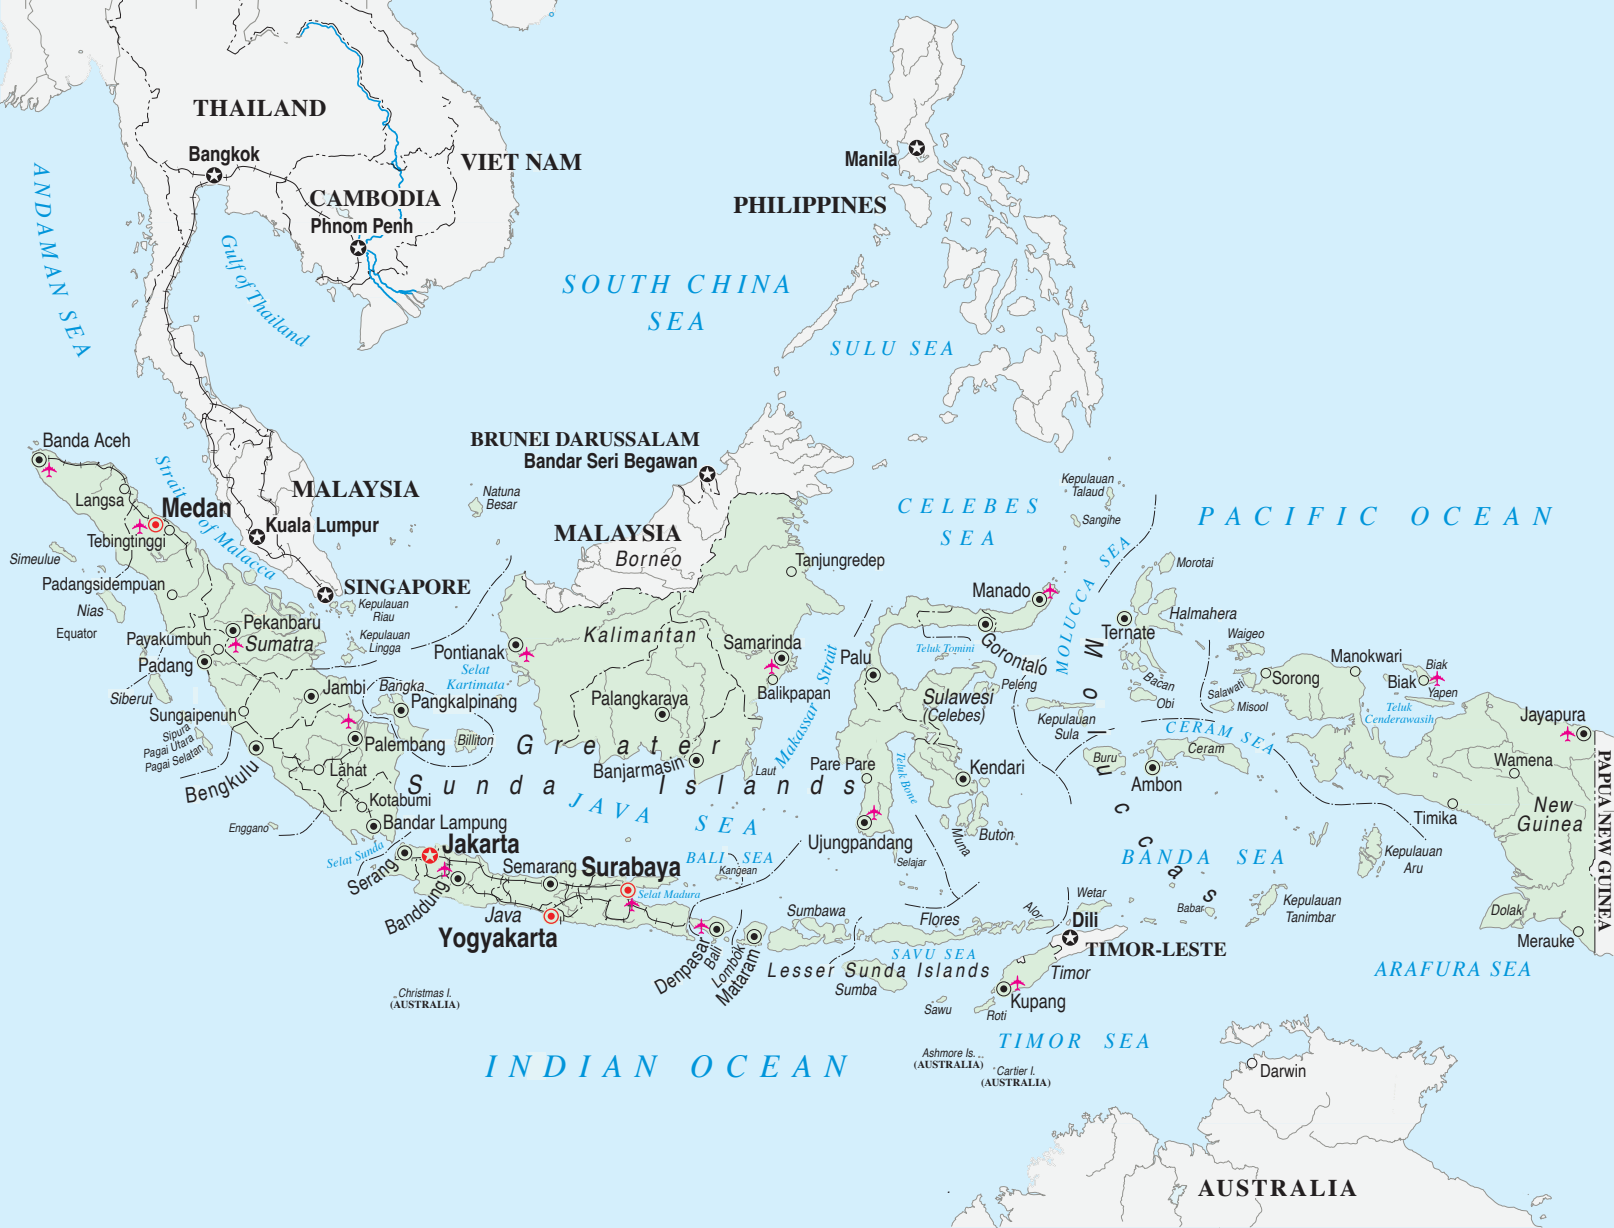 THAILAND
Bangkok
VIET NAM
CAMBODIA
Phnom Penh
Manila
PHILIPPINES
ANDAMAN SEA
Gulf of Thailand
SOUTH CHINA
SEA
SULU SEA
Banda Aceh
Langsa
Medan
Tebingtinggi
Strait of Malacca
MALAYSIA
Kuala Lumpur
SINGAPORE
BRUNEI DARUSSALAM
Bandar Seri Begawan
Natuna
Besar
MALAYSIA
Borneo
CELEBES
SEA
Kepulauan
Talaud
Sangihe
PACIFIC OCEAN
MOLUCCA SEA
Simeulue
Padangsidempuan
Nias
Equator
Payakumbuh
Padang
Pekanbaru
Sumatra
Kepulauan
Riau
Kepulauan
Lingga
Siberut
Sungaipenuh
Sipura
Pagai Utara
Pagai Selatan
Bengkulu
Jambi
Bangka
Pangkalpinang
Palembang
Billiton
Lahat
Kotabumi
Bandar Lampung
Enggano
Pontianak
Selat
Kartimata
Kalimantan
Tanjungredep
Samarinda
Balikpapan
Palangkaraya
Banjarmasin
Laut
Makassar Strait
Greater
Sunda Islands
JAVA SEA
Manado
Gorontalo
Teluk Tomini
Palu
Sulawesi
(Celebes)
Peleng
Kepulauan
Sula
Teluk Bone
Pare Pare
Kendari
Ujungpandang
Muna
Buton
Selajar
Morotai
Halmahera
Ternate
Moluccas
Waigeo
Bacan
Obi
Salawati
Misool
Sorong
Manokwari
Biak
Biak
Yapen
Teluk
Cenderawasih
Jayapura
CERAM SEA
Ceram
Buru
Ambon
Wamena
Timika
New
Guinea
PAPUA NEW GUINEA
Kepulauan
Aru
BANDA SEA
Kepulauan
Tanimbar
Babar
Dolak
Merauke
ARAFURA SEA
Selat Sunda
Serang
Jakarta
Banddung
Semarang
Surabaya
Java
Yogyakarta
BALI SEA
Kangean
Selat Madura
Denpasar
Bali
Lombok
Mataram
Sumbawa
Flores
Alor
Wetar
Dili
TIMOR-LESTE
SAVU SEA
Lesser Sunda Islands
Sumba
Timor
Kupang
Sawu
Roti
TIMOR SEA
Christmas I.
(AUSTRALIA)
INDIAN OCEAN
Ashmore Is.
(AUSTRALIA)
Cartier I.
(AUSTRALIA)
Darwin
AUSTRALIA